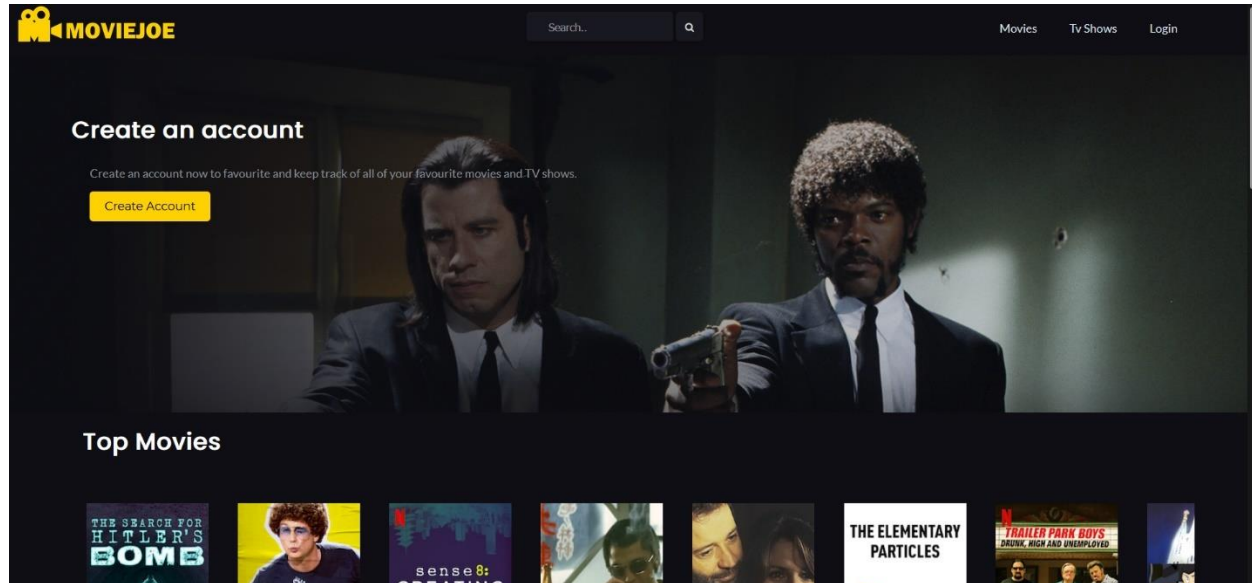 MOVIEJOE
Search..
Movies
Tv Shows
Login
Create an account
Create an account now to favourite and keep track of all of your favourite movies and TV shows.
Create Account
Top Movies
THE SEARCH FOR
HITLER'S
BOMB
N
sense8:
CREATING
THE ELEMENTARY
PARTICLES
N
TRAILER PARK BOYS
DRUNK, HIGH AND UNEMPLOYED